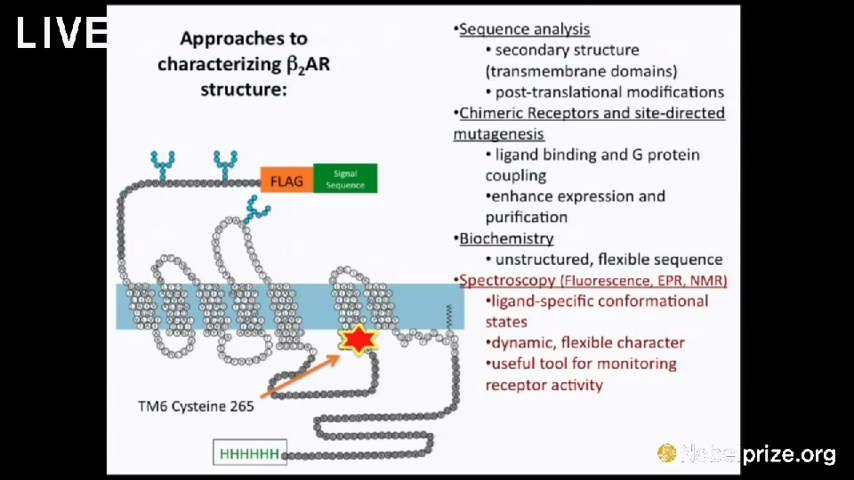 LIVE
Approaches to
characterizing β₂AR
structure:
FLAG
Signal
Sequence
TM6 Cysteine 265
HHHHHH
•Sequence analysis
• secondary structure
(transmembrane domains)
• post-translational modifications
•Chimeric Receptors and site-directed
mutagenesis
• ligand binding and G protein
coupling
•enhance expression and
purification
•Biochemistry
• unstructured, flexible sequence
•Spectroscopy (Fluorescence, EPR, NMR)
•ligand-specific conformational
states
•dynamic, flexible character
•useful tool for monitoring
receptor activity
Nobelprize.org